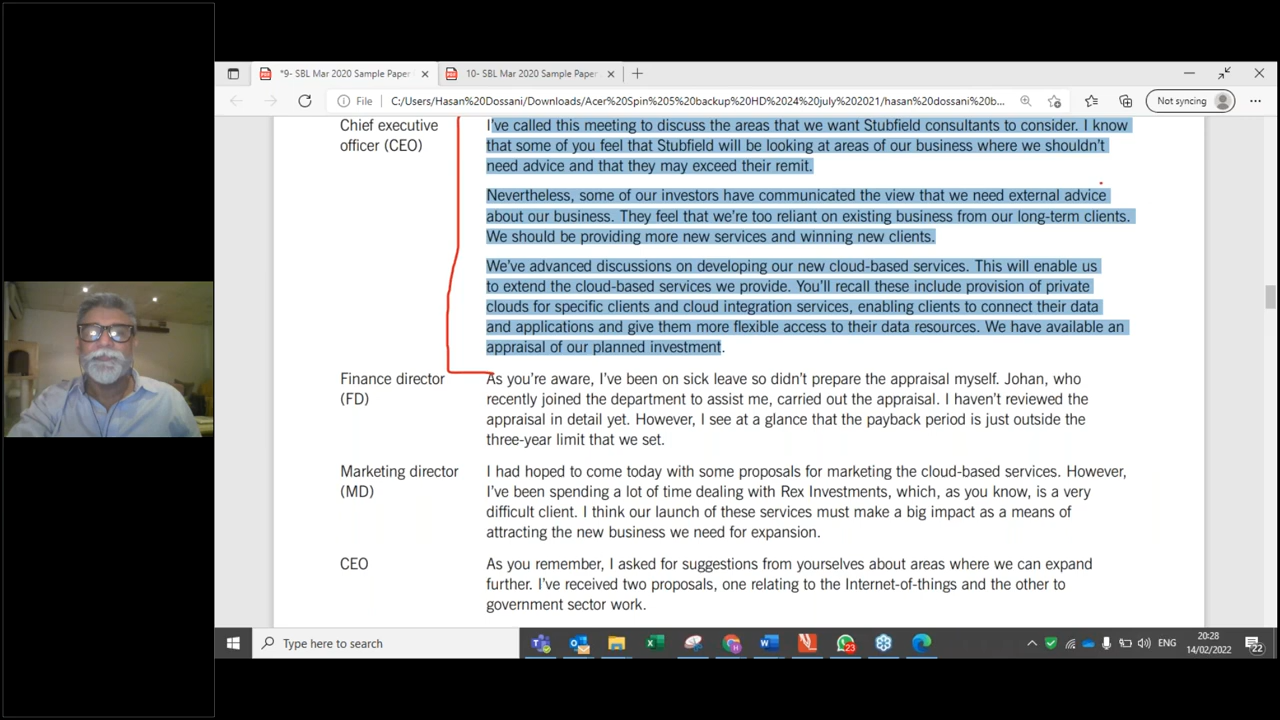 *9- SBL Mar 2020 Sample Paper
10- SBL Mar 2020 Sample Paper
File C:/Users/Hasan%20Dossani/Downloads/Acer%20Spin%205%20backup%20HD%2024%20july%202021/hasan%20dossani%20b... Not syncing
Chief executive officer (CEO)
I've called this meeting to discuss the areas that we want Stubfield consultants to consider. I know
that some of you feel that Stubfield will be looking at areas of our business where we shouldn't
need advice and that they may exceed their remit.
Nevertheless, some of our investors have communicated the view that we need external advice
about our business. They feel that we're too reliant on existing business from our long-term clients.
We should be providing more new services and winning new clients.
We've advanced discussions on developing our new cloud-based services. This will enable us
to extend the cloud-based services we provide. You'll recall these include provision of private
clouds for specific clients and cloud integration services, enabling clients to connect their data
and applications and give them more flexible access to their data resources. We have available an
appraisal of our planned investment.
Finance director
(FD)
As you're aware, I've been on sick leave so didn't prepare the appraisal myself. Johan, who
recently joined the department to assist me, carried out the appraisal. I haven't reviewed the
appraisal in detail yet. However, I see at a glance that the payback period is just outside the
three-year limit that we set.
Marketing director
(MD)
I had hoped to come today with some proposals for marketing the cloud-based services. However,
I've been spending a lot of time dealing with Rex Investments, which, as you know, is a very
difficult client. I think our launch of these services must make a big impact as a means of
attracting the new business we need for expansion.
CEO
As you remember, I asked for suggestions from yourselves about areas where we can expand
further. I've received two proposals, one relating to the Internet-of-things and the other to
government sector work.
Type here to search
23
ENG
20:28
14/02/2022
22